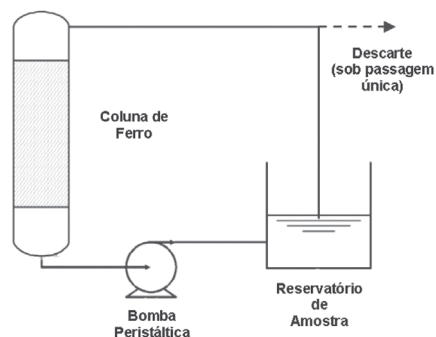 Descarte
(sob passagem
única)
Coluna de
Ferro
Reservatório
de
Amostra
Bomba
Peristáltica